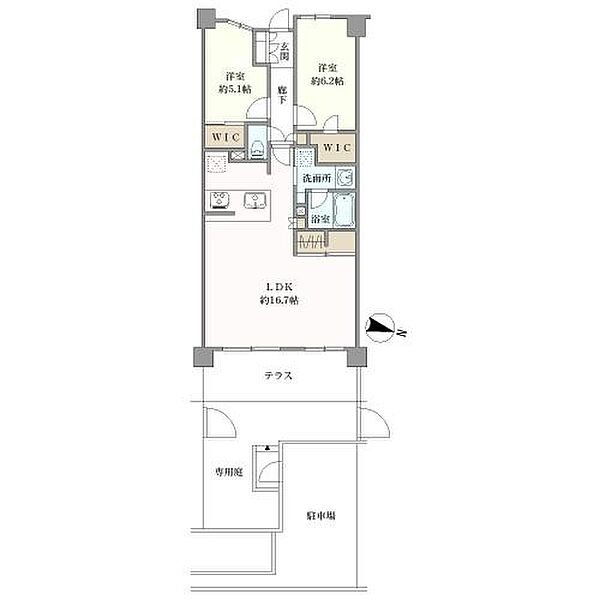 玄関
洋室
約5.1帖
洋室
約6.2帖
廊下
WIC
WIC
洗面所
浴室
LDK
約16.7帖
N
テラス
専用庭
駐車場